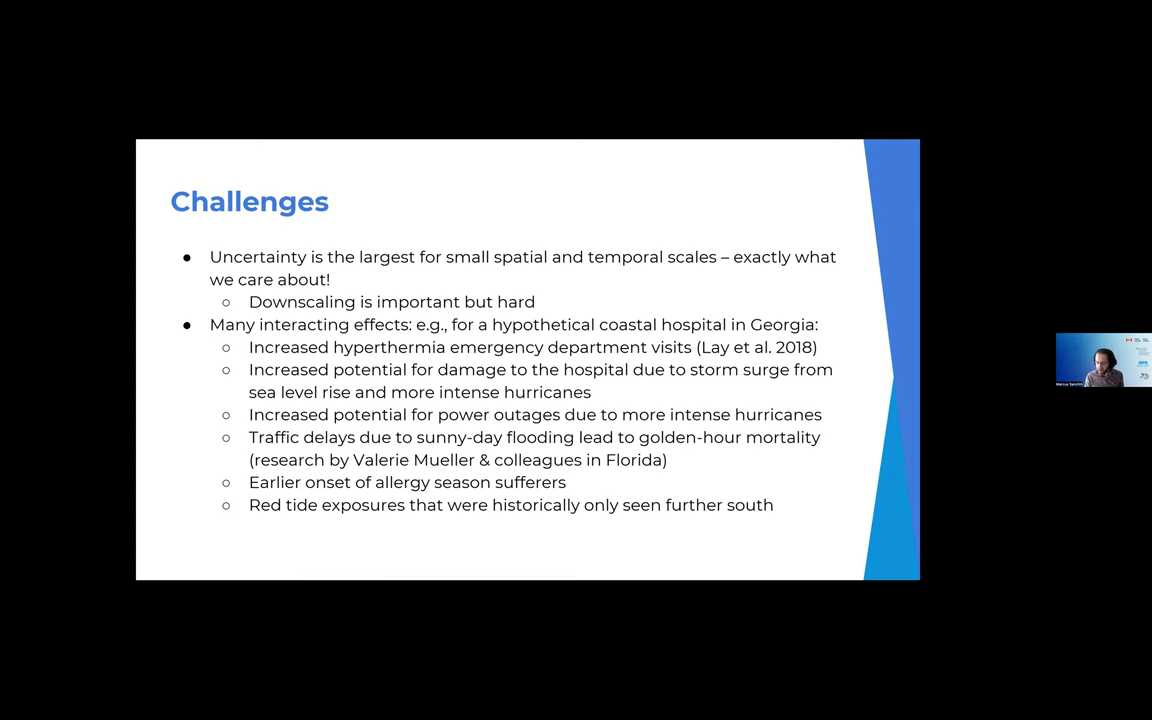 Challenges
● Uncertainty is the largest for small spatial and temporal scales – exactly what
we care about!
○ Downscaling is important but hard
● Many interacting effects: e.g., for a hypothetical coastal hospital in Georgia:
○ Increased hyperthermia emergency department visits (Lay et al. 2018)
○ Increased potential for damage to the hospital due to storm surge from
sea level rise and more intense hurricanes
○ Increased potential for power outages due to more intense hurricanes
○ Traffic delays due to sunny-day flooding lead to golden-hour mortality
(research by Valerie Mueller & colleagues in Florida)
○ Earlier onset of allergy season sufferers
○ Red tide exposures that were historically only seen further south